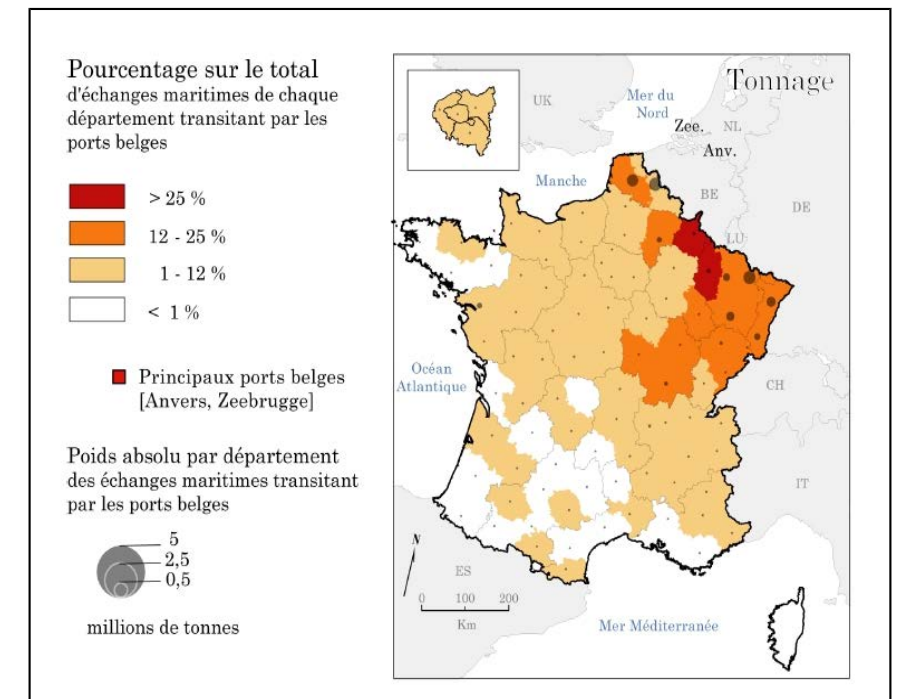 Pourcentage sur le total
d'échanges maritimes de chaque
département transitant par les
ports belges
> 25 %
12 - 25 %
1 - 12 %
< 1 %
Principaux ports belges
[Anvers, Zeebrugge]
Poids absolu par département
des échanges maritimes transitant
par les ports belges
5
2,5
0,5
millions de tonnes
Tonnage
UK
Mer du
Nord
Zee.
NL
Anv.
Manche
BE
DE
LU
Océan
Atlantique
CH
IT
N
ES
0 100 200
Km
Mer Méditerranée